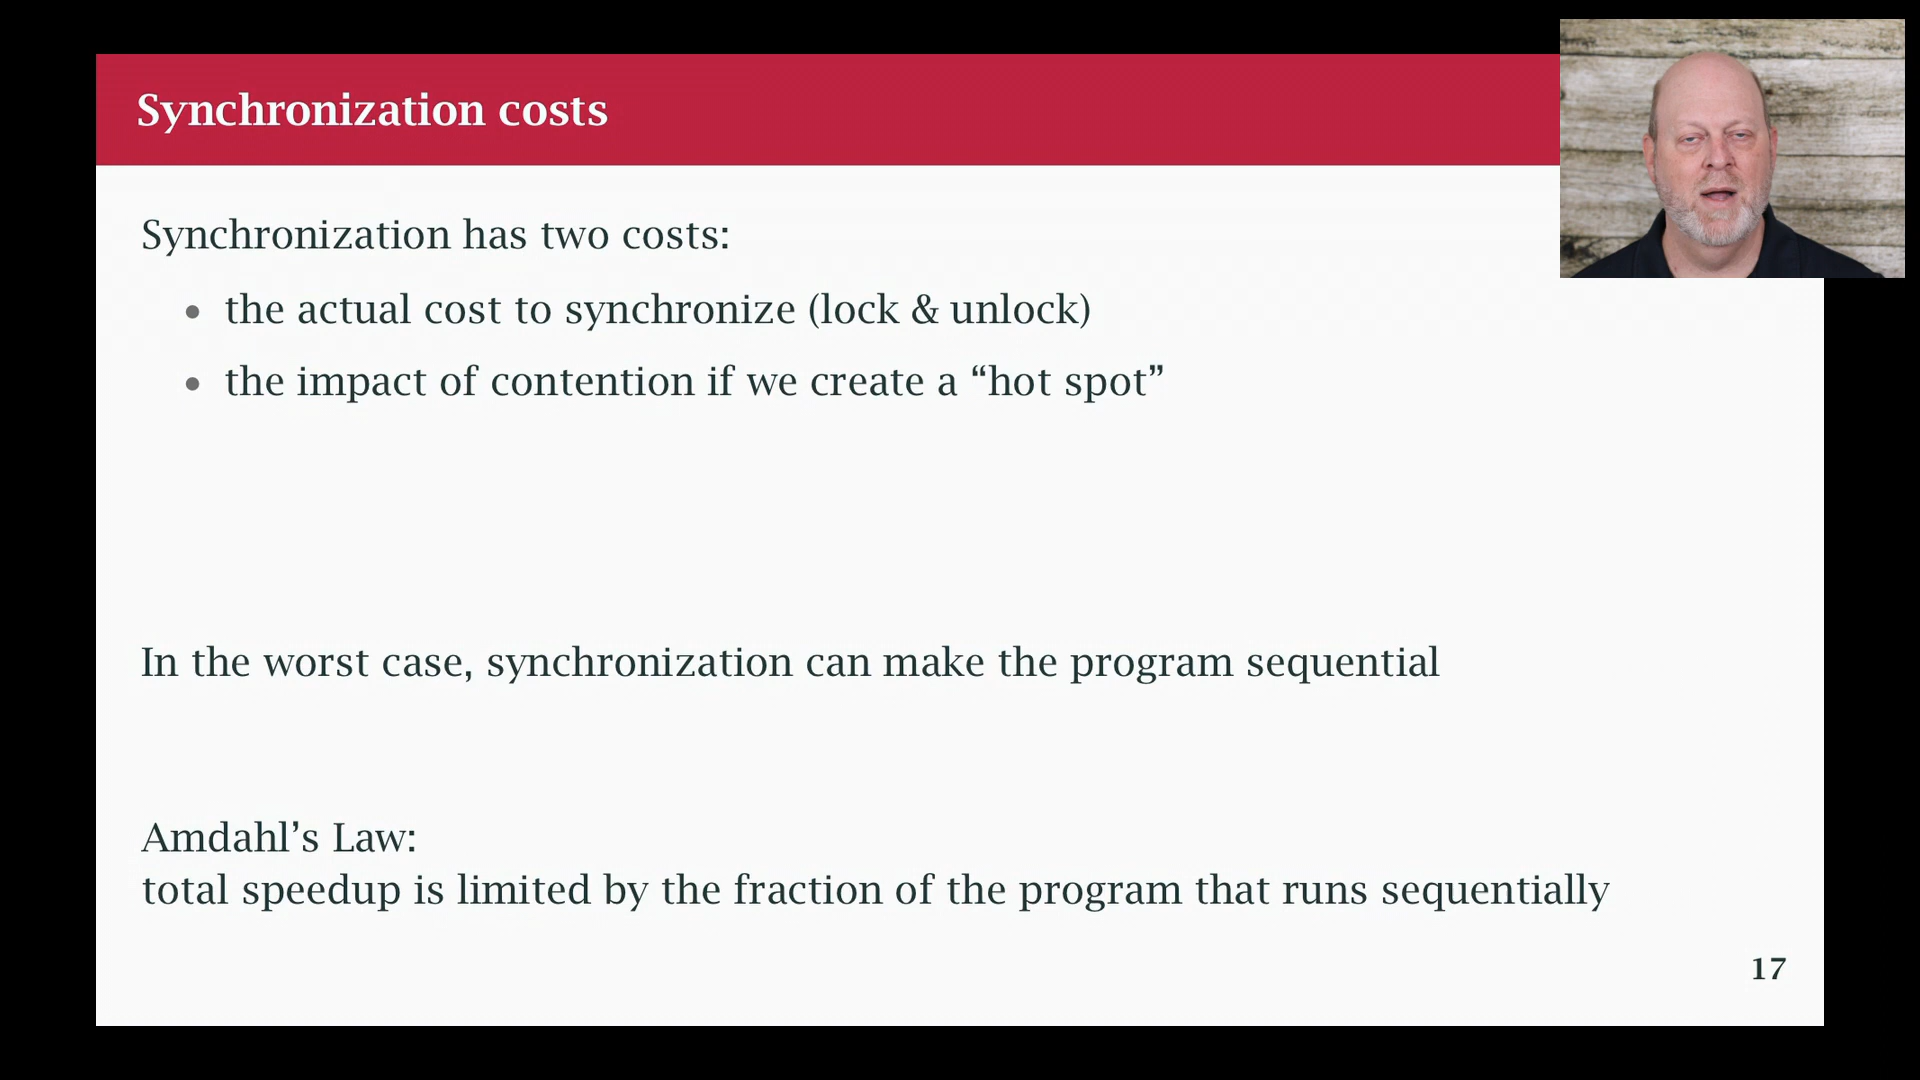 Synchronization costs
Synchronization has two costs:
• the actual cost to synchronize (lock & unlock)
• the impact of contention if we create a “hot spot”
In the worst case, synchronization can make the program sequential
Amdahl’s Law:
total speedup is limited by the fraction of the program that runs sequentially
17